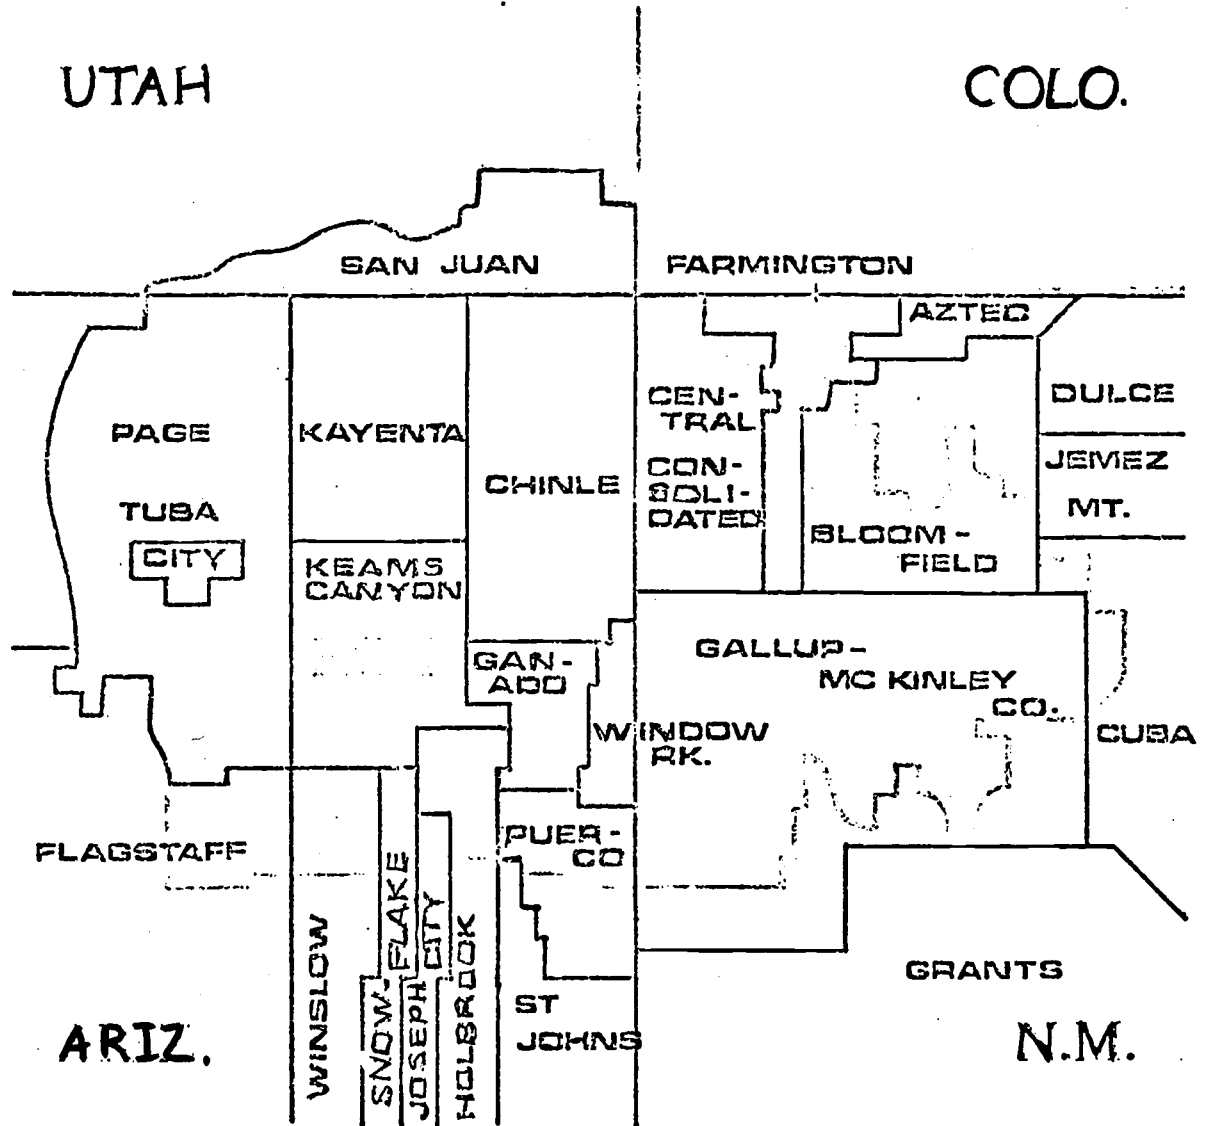 UTAH
COLO.
SAN JUAN
FARMINGTON
AZTEC
PAGE
KAYENTA
CEN-
TRAL
CON-
SOLI-
DATED
DULCE
JEMEZ
MT.
CHINLE
TUBA
CITY
KEAMS
CANYON
BLOOM-
FIELD
GAN-
ADO
GALLUP-
MC KINLEY
CO.
WINDOW
RK.
CUBA
FLAGSTAFF
PUER-
CO
WINSLOW
SNOW-
FLAKE
JOSEPH
CITY
HOLBROOK
ST
JOHNS
GRANTS
ARIZ.
N.M.